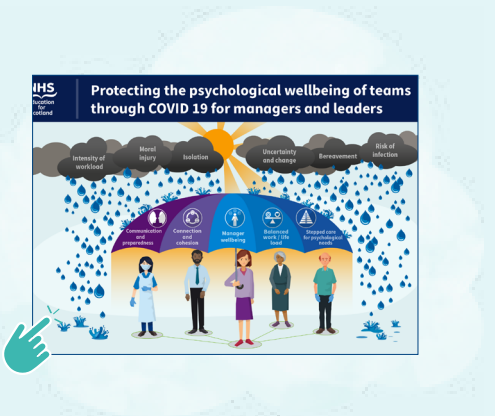 NHS
Education
for
Scotland
Protecting the psychological wellbeing of teams
through COVID 19 for managers and leaders
Intensity of
workload
Moral
injury
Isolation
Uncertainty
and change
Bereavement
Risk of
infection
Communication
and
preparedness
Connection
and
cohesion
Manager
wellbeing
Balanced
work / life
load
Stepped care
for psychological
needs